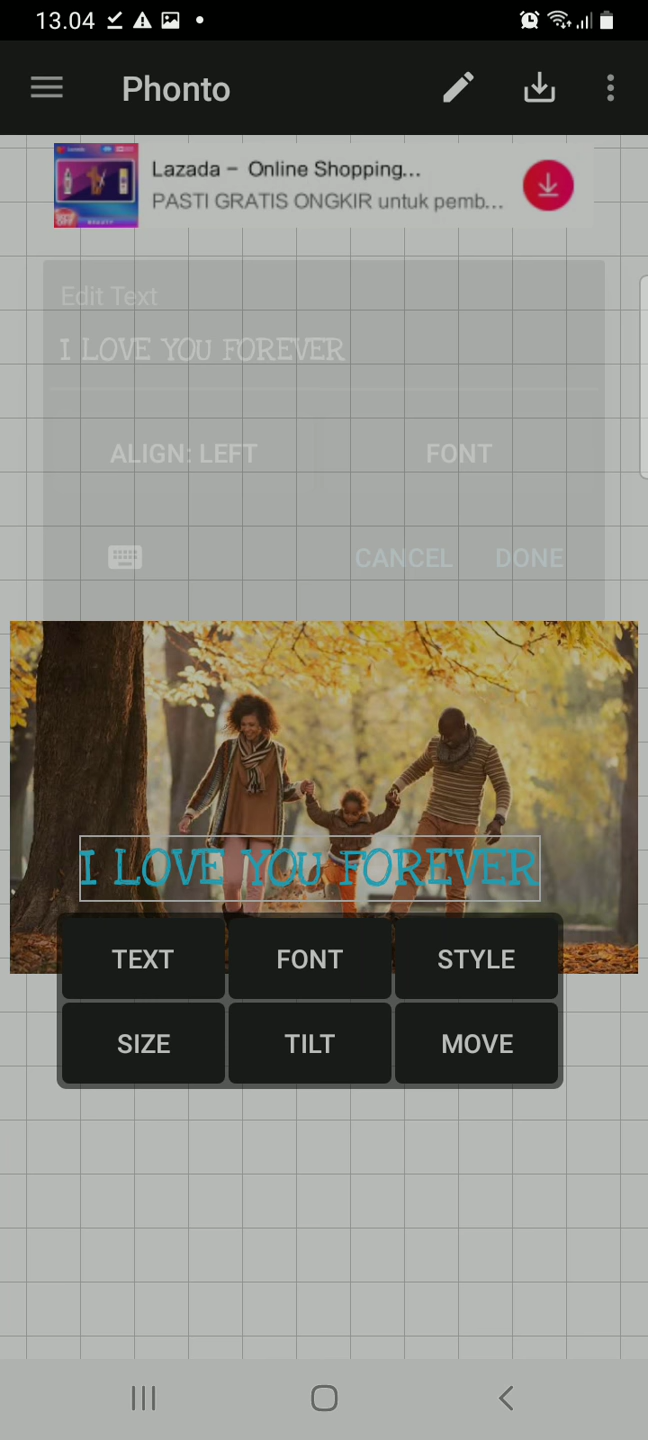 13.04
Phonto
Lazada - Online Shopping...
PASTI GRATIS ONGKIR untuk pemb...
Edit Text
I LOVE YOU FOREVER
ALIGN: LEFT
FONT
CANCEL
DONE
I LOVE YOU FOREVER
TEXT
FONT
STYLE
SIZE
TILT
MOVE